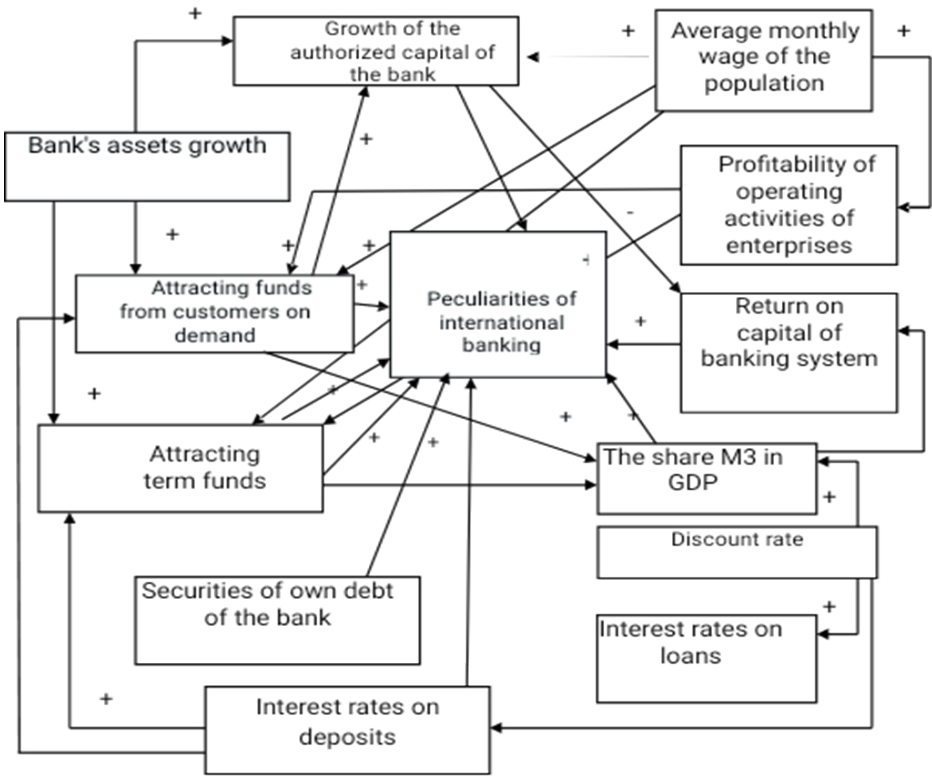 +
Growth of the
authorized capital of
the bank
+
Average monthly
wage of the
population
+
Bank's assets growth
+
Profitability of
operating
activities of
enterprises
-
+
+
+
+
Attracting funds
from customers on
demand
+
Peculiarities of
international
banking
+
Return on
capital of
banking system
+
+
+
+
+
+
Attracting
term funds
The share M3 in
GDP
+
Discount rate
Securities of own debt
of the bank
+
Interest rates on
loans
+
Interest rates on
deposits